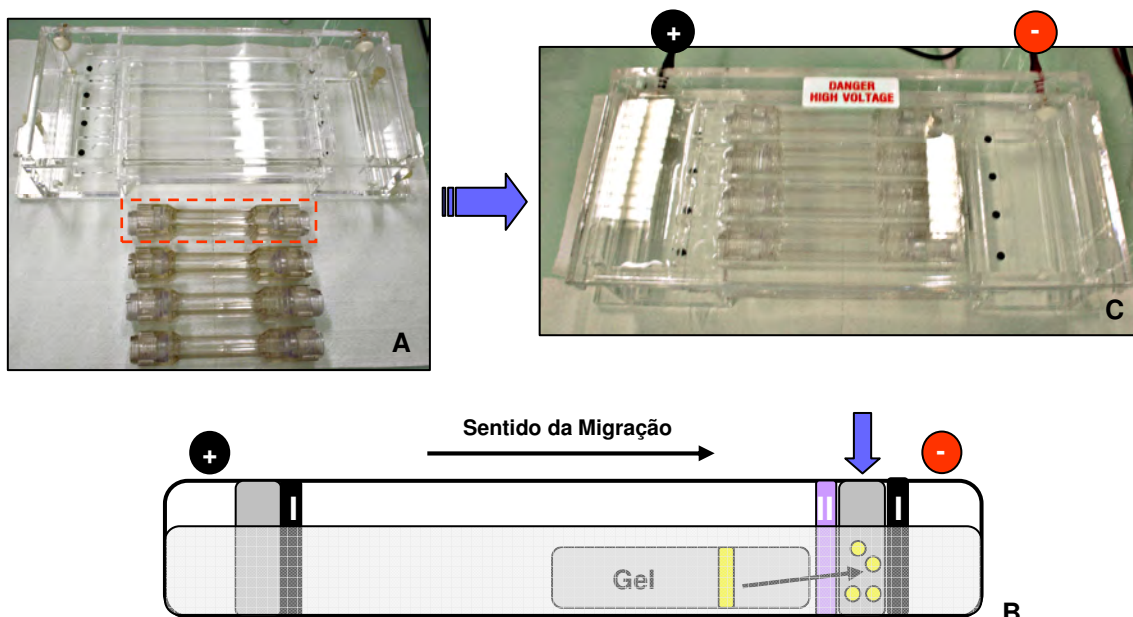 +
-
DANGER
HIGH VOLTAGE
A
C
Sentido da Migração
+
-
I
II
I
Gel
B